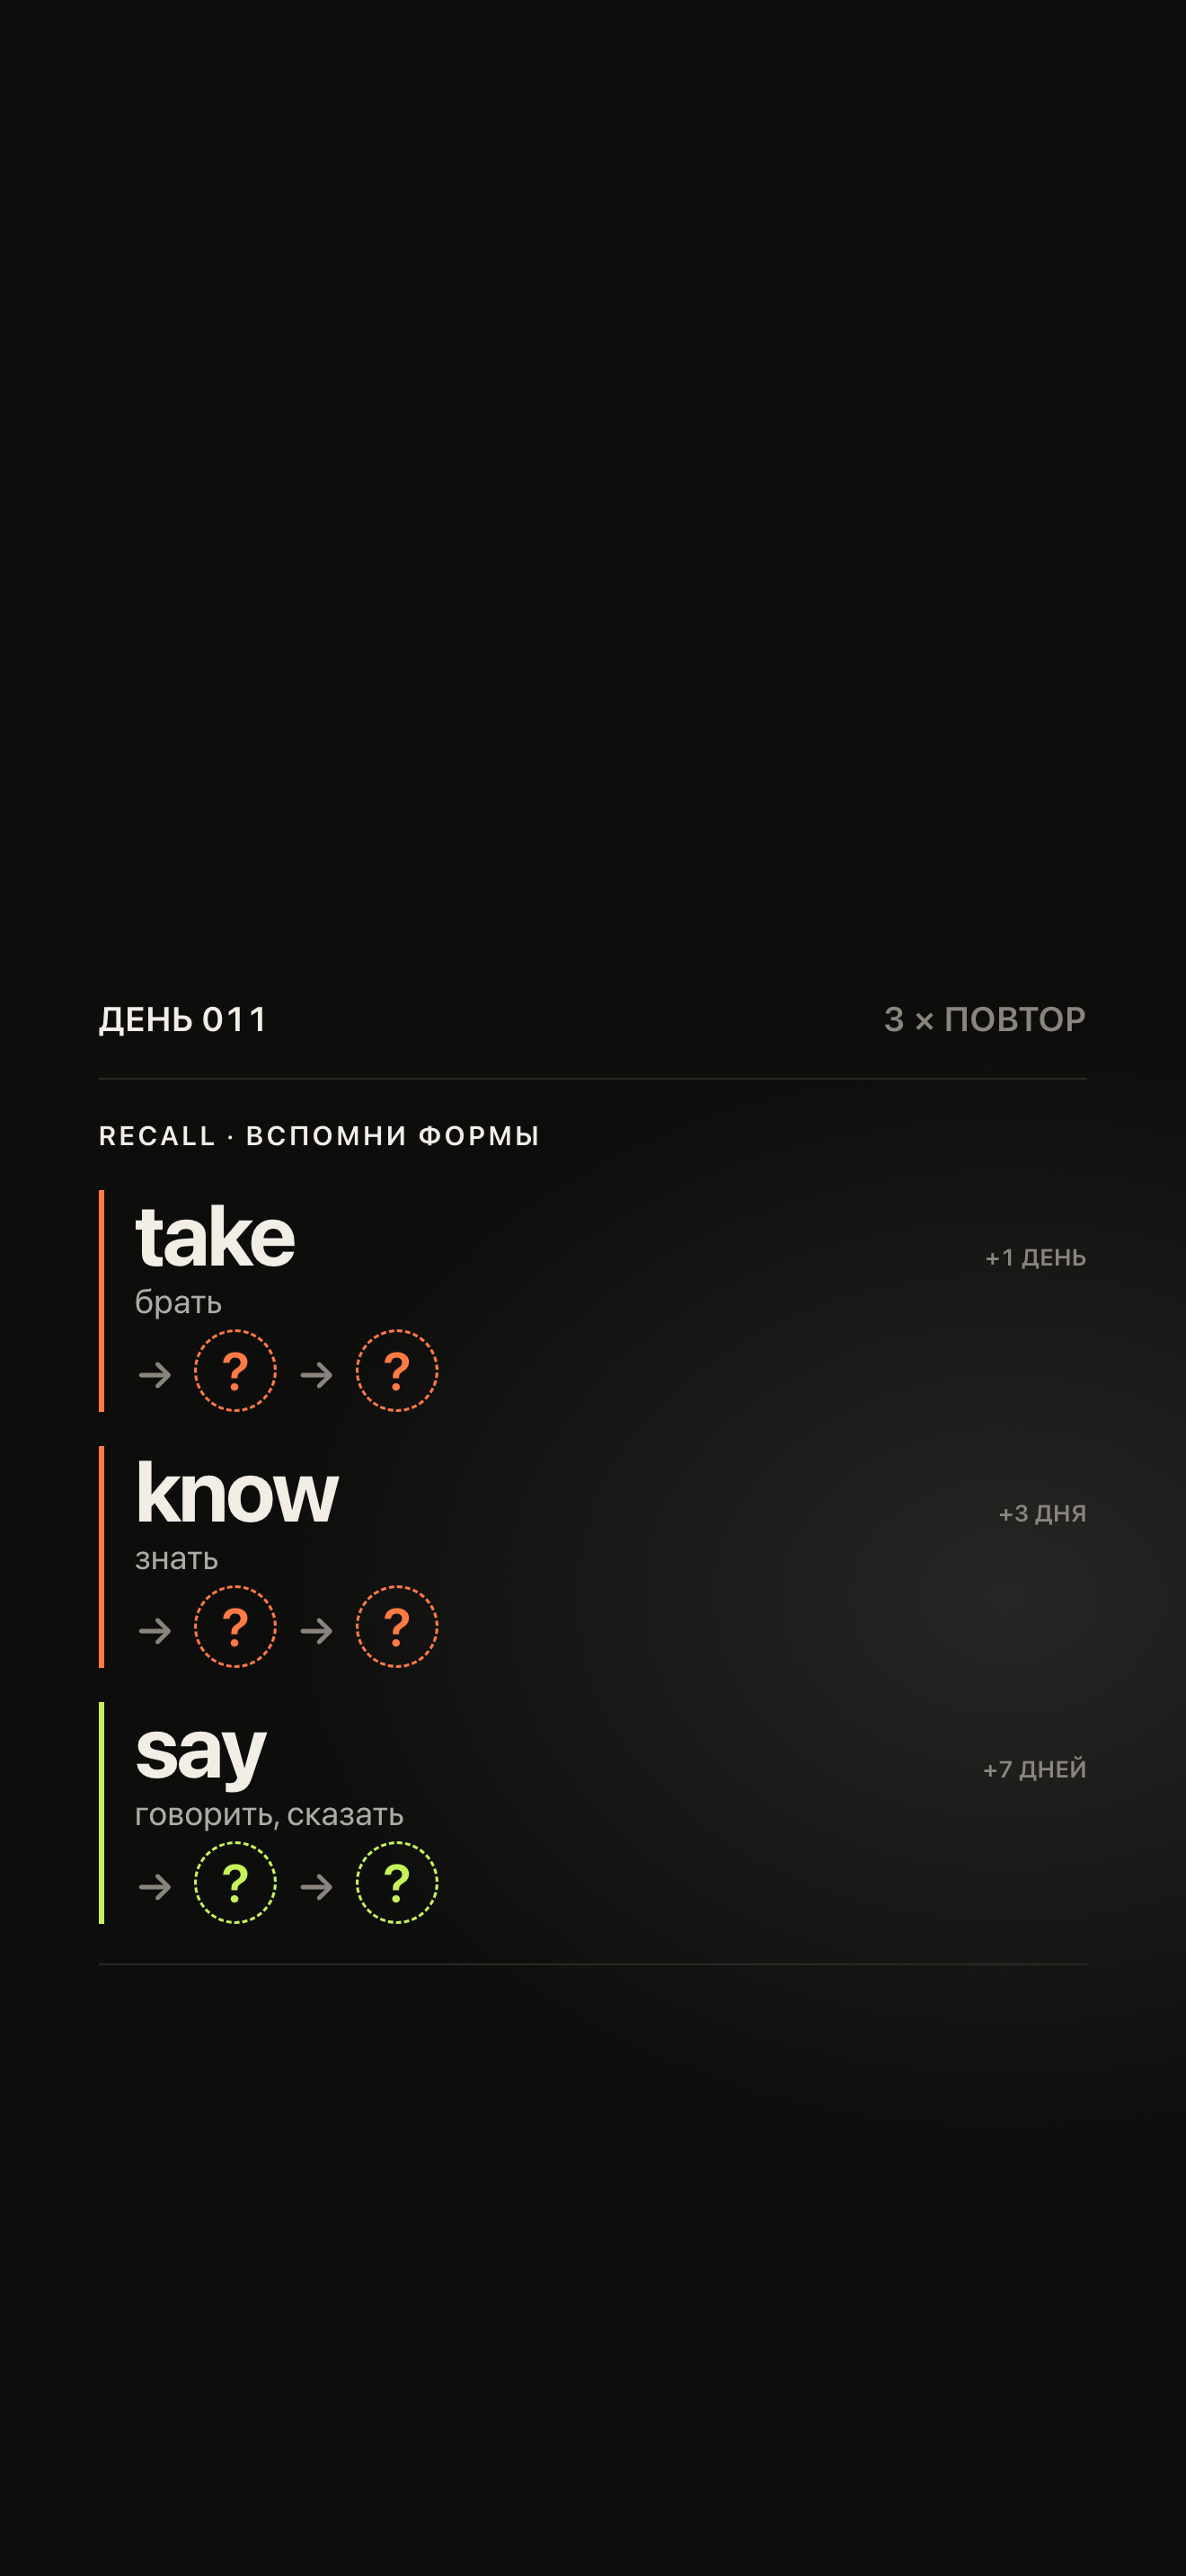 ДЕНЬ 011
3 × ПОВТОР
RECALL · ВСПОМНИ ФОРМЫ
take
+1 ДЕНЬ
брать
→ ? → ?
know
+3 ДНЯ
знать
→ ? → ?
say
+7 ДНЕЙ
говорить, сказать
→ ? → ?